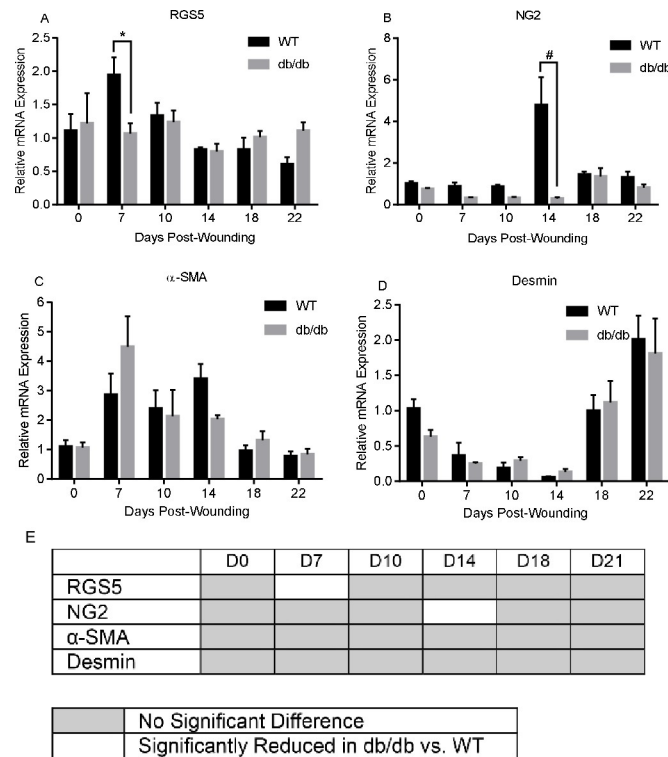 A
RGS5
Relative mRNA Expression
2.5
2.0
1.5
1.0
0.5
0.0
*
WT
db/db
0 7 10 14 18 22
Days Post-Wounding
B
NG2
Relative mRNA Expression
8
6
4
2
0
#
WT
db/db
0 7 10 14 18 22
Days Post-Wounding
C
α-SMA
Relative mRNA Expression
6
5
4
3
2
1
0
WT
db/db
0 7 10 14 18 22
Days Post-Wounding
D
Desmin
Relative mRNA Expression
2.5
2.0
1.5
1.0
0.5
0.0
WT
db/db
0 7 10 14 18 22
Days Post-Wounding
E
D0 D7 D10 D14 D18 D21
RGS5
NG2
α-SMA
Desmin
No Significant Difference
Significantly Reduced in db/db vs. WT